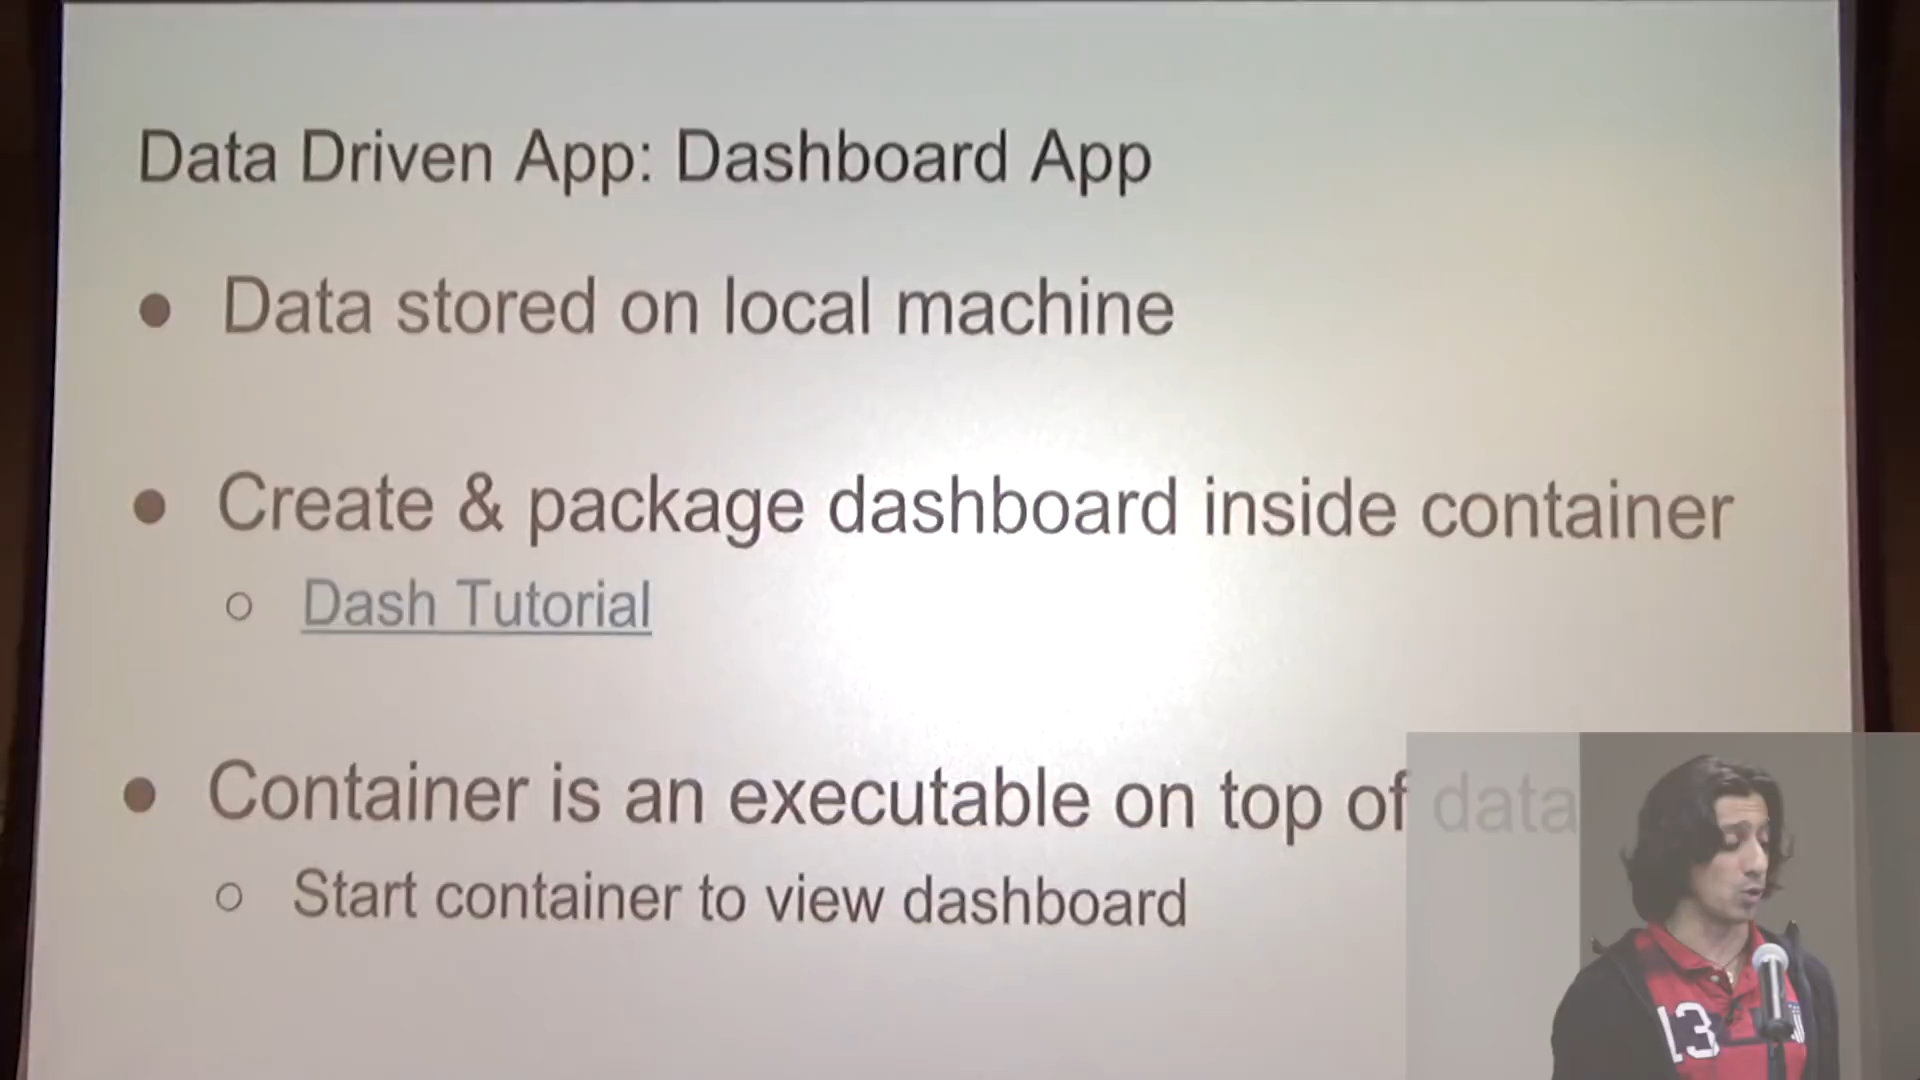 Data Driven App: Dashboard App
● Data stored on local machine
● Create & package dashboard inside container
○ Dash Tutorial
● Container is an executable on top of data
○ Start container to view dashboard
13